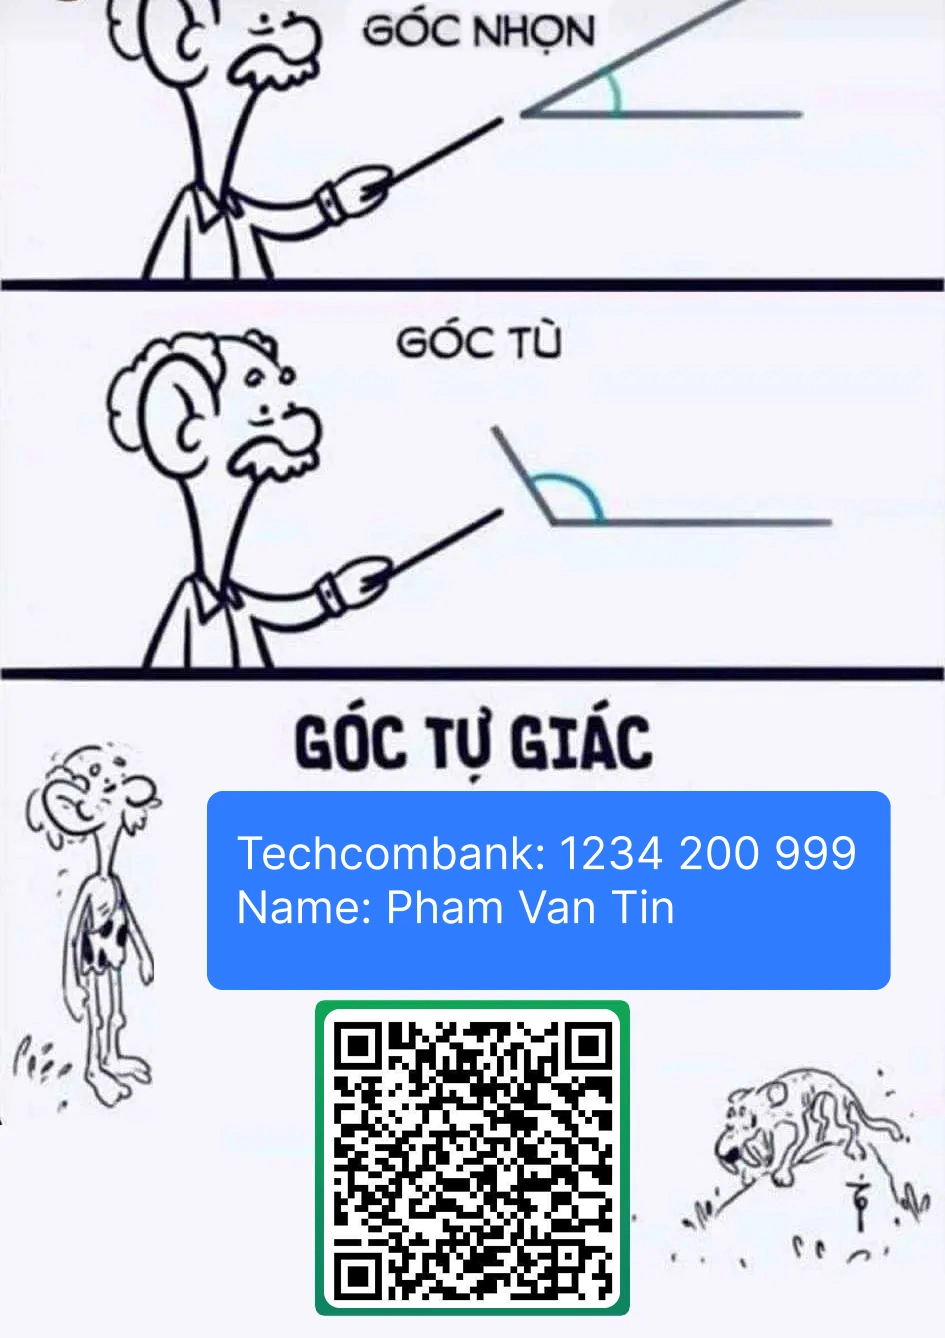 GÓC NHỌN
GÓC TÙ
GÓC TỰ GIÁC
Techcombank: 1234 200 999
Name: Pham Van Tin